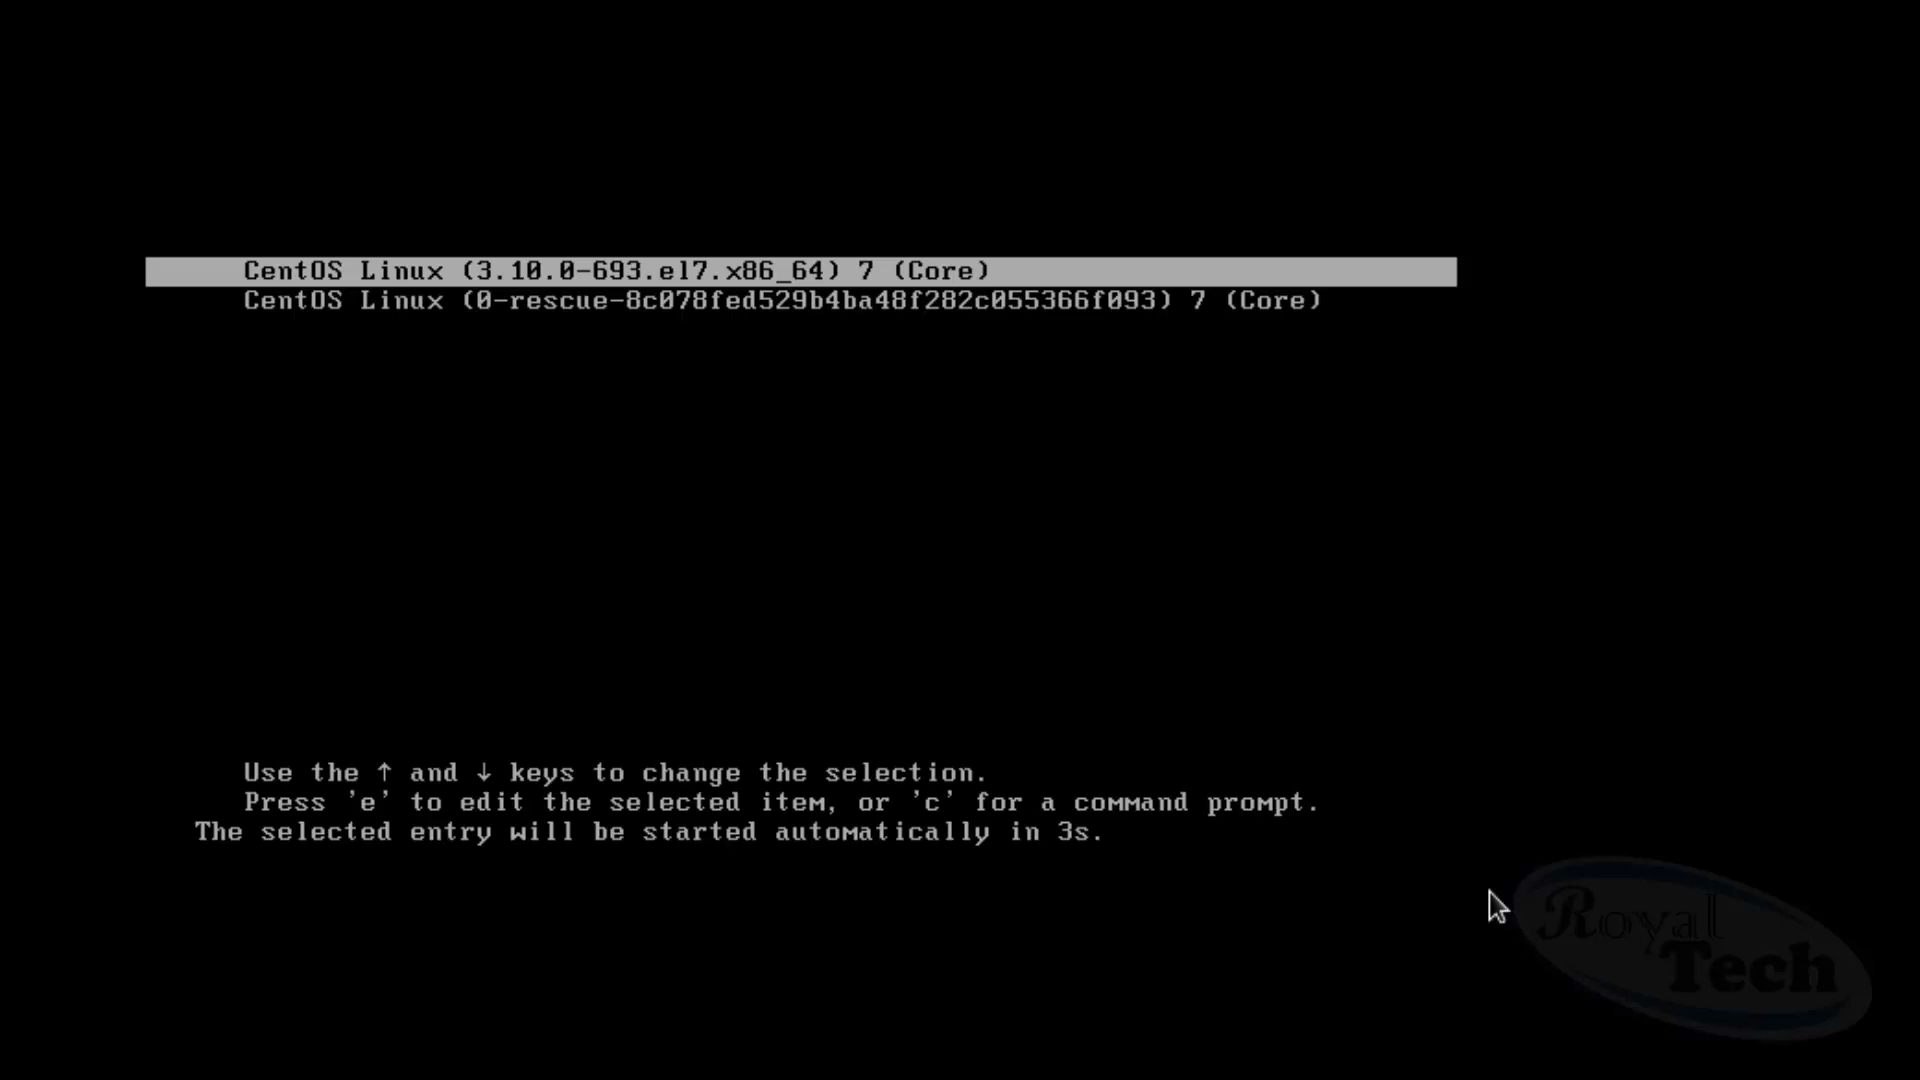 CentOS Linux (3.10.0-693.el7.x86_64) 7 (Core)
CentOS Linux (0-rescue-8c078fed529b4ba48f282c055366f093) 7 (Core)
Use the ↑ and ↓ keys to change the selection.
Press 'e' to edit the selected item, or 'c' for a command prompt.
The selected entry will be started automatically in 3s.
Royal
Tech